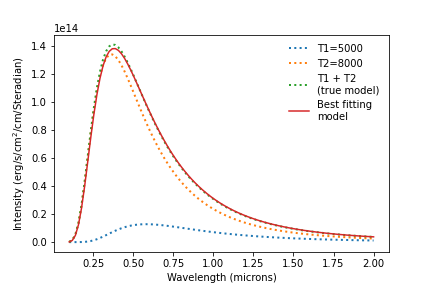 1e14
1.4
1.2
1.0
0.8
0.6
0.4
0.2
0.0
Intensity (erg/s/cm²/cm/Steradian)
T1=5000
T2=8000
T1 + T2
(true model)
Best fitting
model
0.25 0.50 0.75 1.00 1.25 1.50 1.75 2.00
Wavelength (microns)